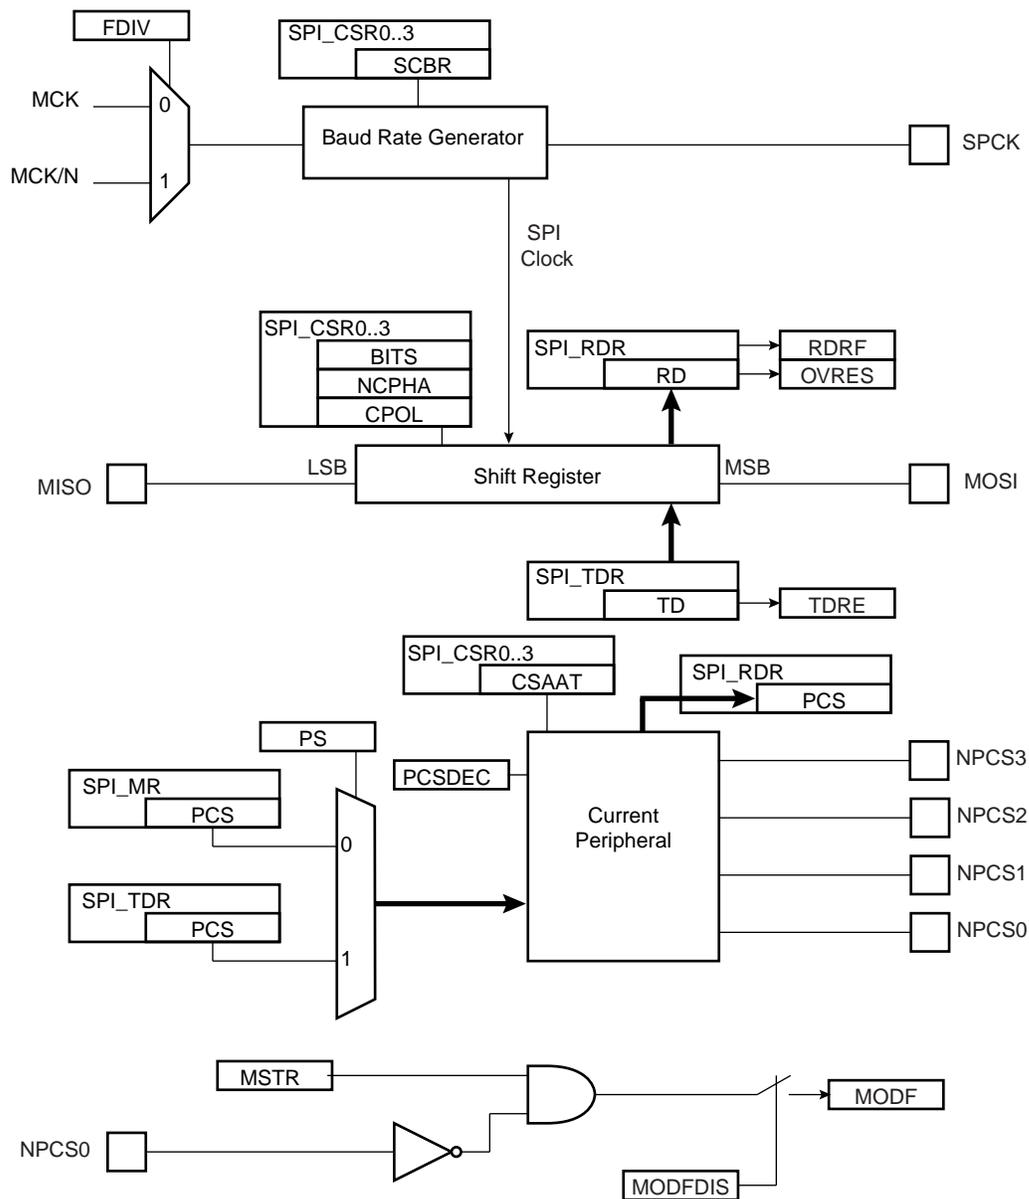 FDIV
SPI_CSR0..3
SCBR
MCK
0
Baud Rate Generator
SPCK
MCK/N
1
SPI
Clock
SPI_CSR0..3
BITS
NCPHA
CPOL
SPI_RDR
RD
RDRF
OVRES
LSB
Shift Register
MSB
MISO
MOSI
SPI_TDR
TD
TDRE
SPI_CSR0..3
CSAAT
SPI_RDR
PCS
PS
PCSDEC
NPCS3
SPI_MR
PCS
0
Current
Peripheral
NPCS2
NPCS1
SPI_TDR
PCS
1
NPCS0
MSTR
MODF
NPCS0
MODFDIS